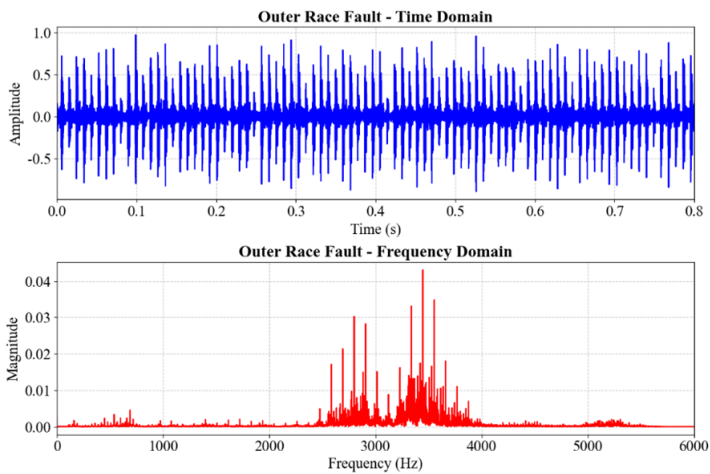 Outer Race Fault - Time Domain
1.0
0.5
0.0
-0.5
Amplitude
0.0 0.1 0.2 0.3 0.4 0.5 0.6 0.7 0.8
Time (s)
Outer Race Fault - Frequency Domain
0.04
0.03
0.02
0.01
0.00
Magnitude
0 1000 2000 3000 4000 5000 6000
Frequency (Hz)